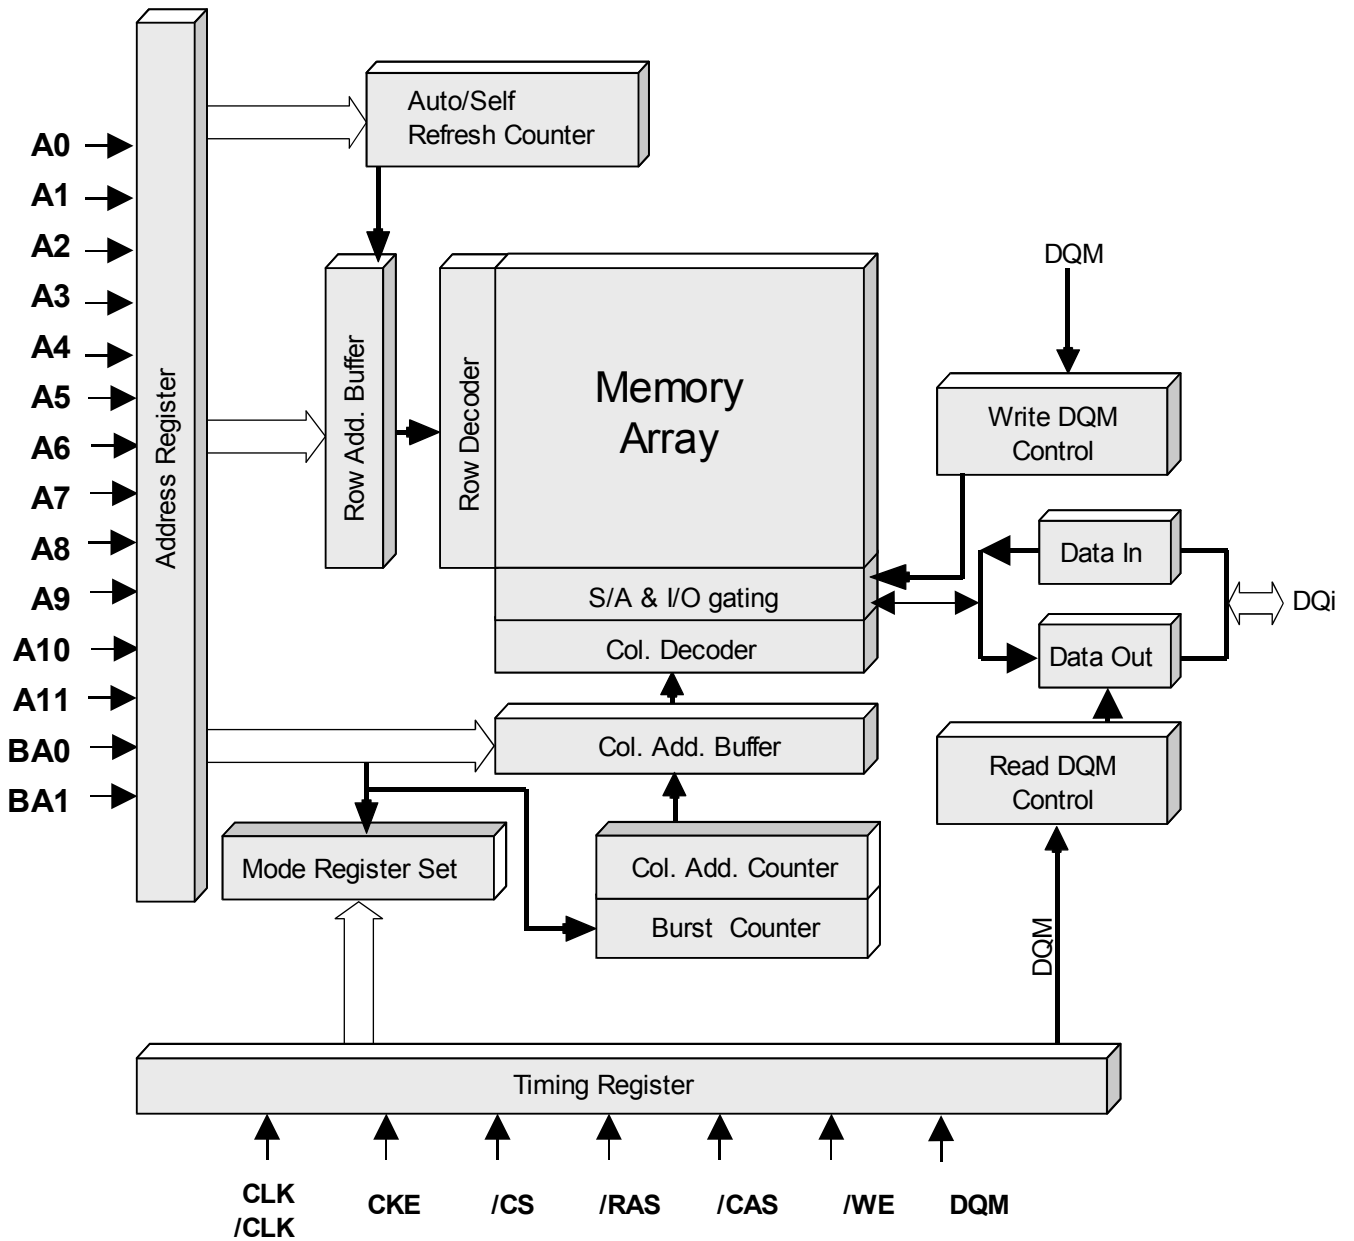 Auto/Self
Refresh Counter
A0
A1
A2
A3
A4
A5
A6
A7
A8
A9
A10
A11
BA0
BA1
Address Register
Row Add. Buffer
Row Decoder
Memory
Array
S/A & I/O gating
Col. Decoder
Col. Add. Buffer
Mode Register Set
Col. Add. Counter
Burst Counter
DQM
Write DQM
Control
Data In
DQi
Data Out
Read DQM
Control
DQM
Timing Register
CLK
/CLK
CKE
/CS
/RAS
/CAS
/WE
DQM